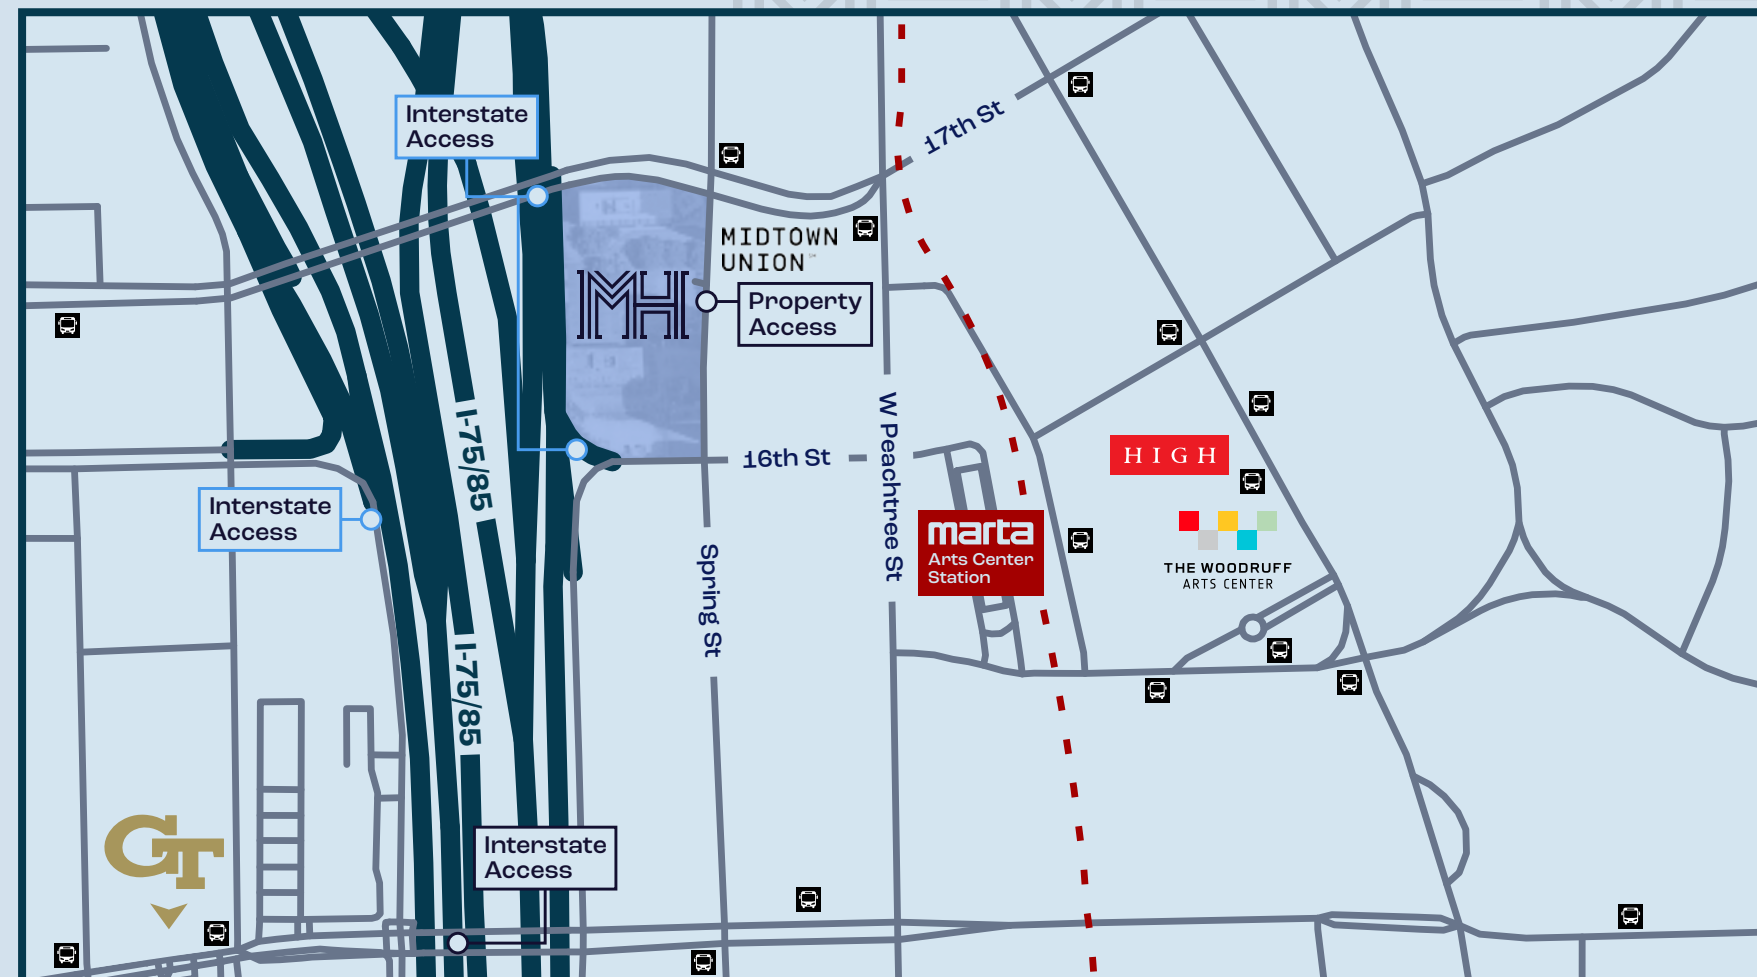 Interstate
Access
17th St
MIDTOWN
UNION
SM
MH
Property
Access
I-75/85
W Peachtree St
16th St
HIGH
Interstate
Access
marta
Arts Center
Station
THE WOODRUFF
ARTS CENTER
Spring St
I-75/85
GT
Interstate
Access